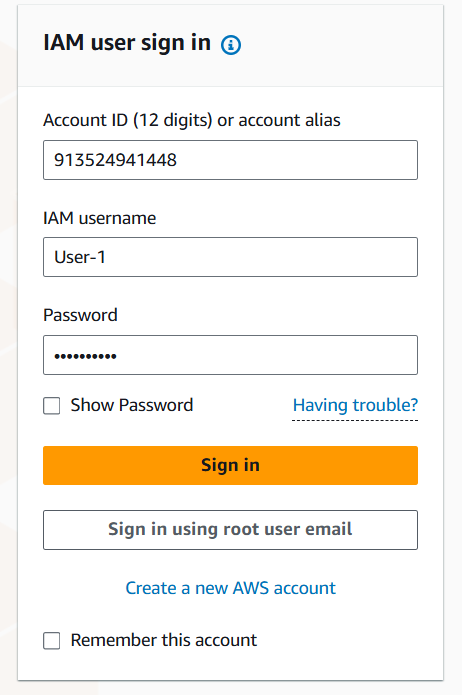 IAM user sign in
Account ID (12 digits) or account alias
913524941448
IAM username
User-1
Password
••••••••••
Show Password
Having trouble?
Sign in
Sign in using root user email
Create a new AWS account
Remember this account